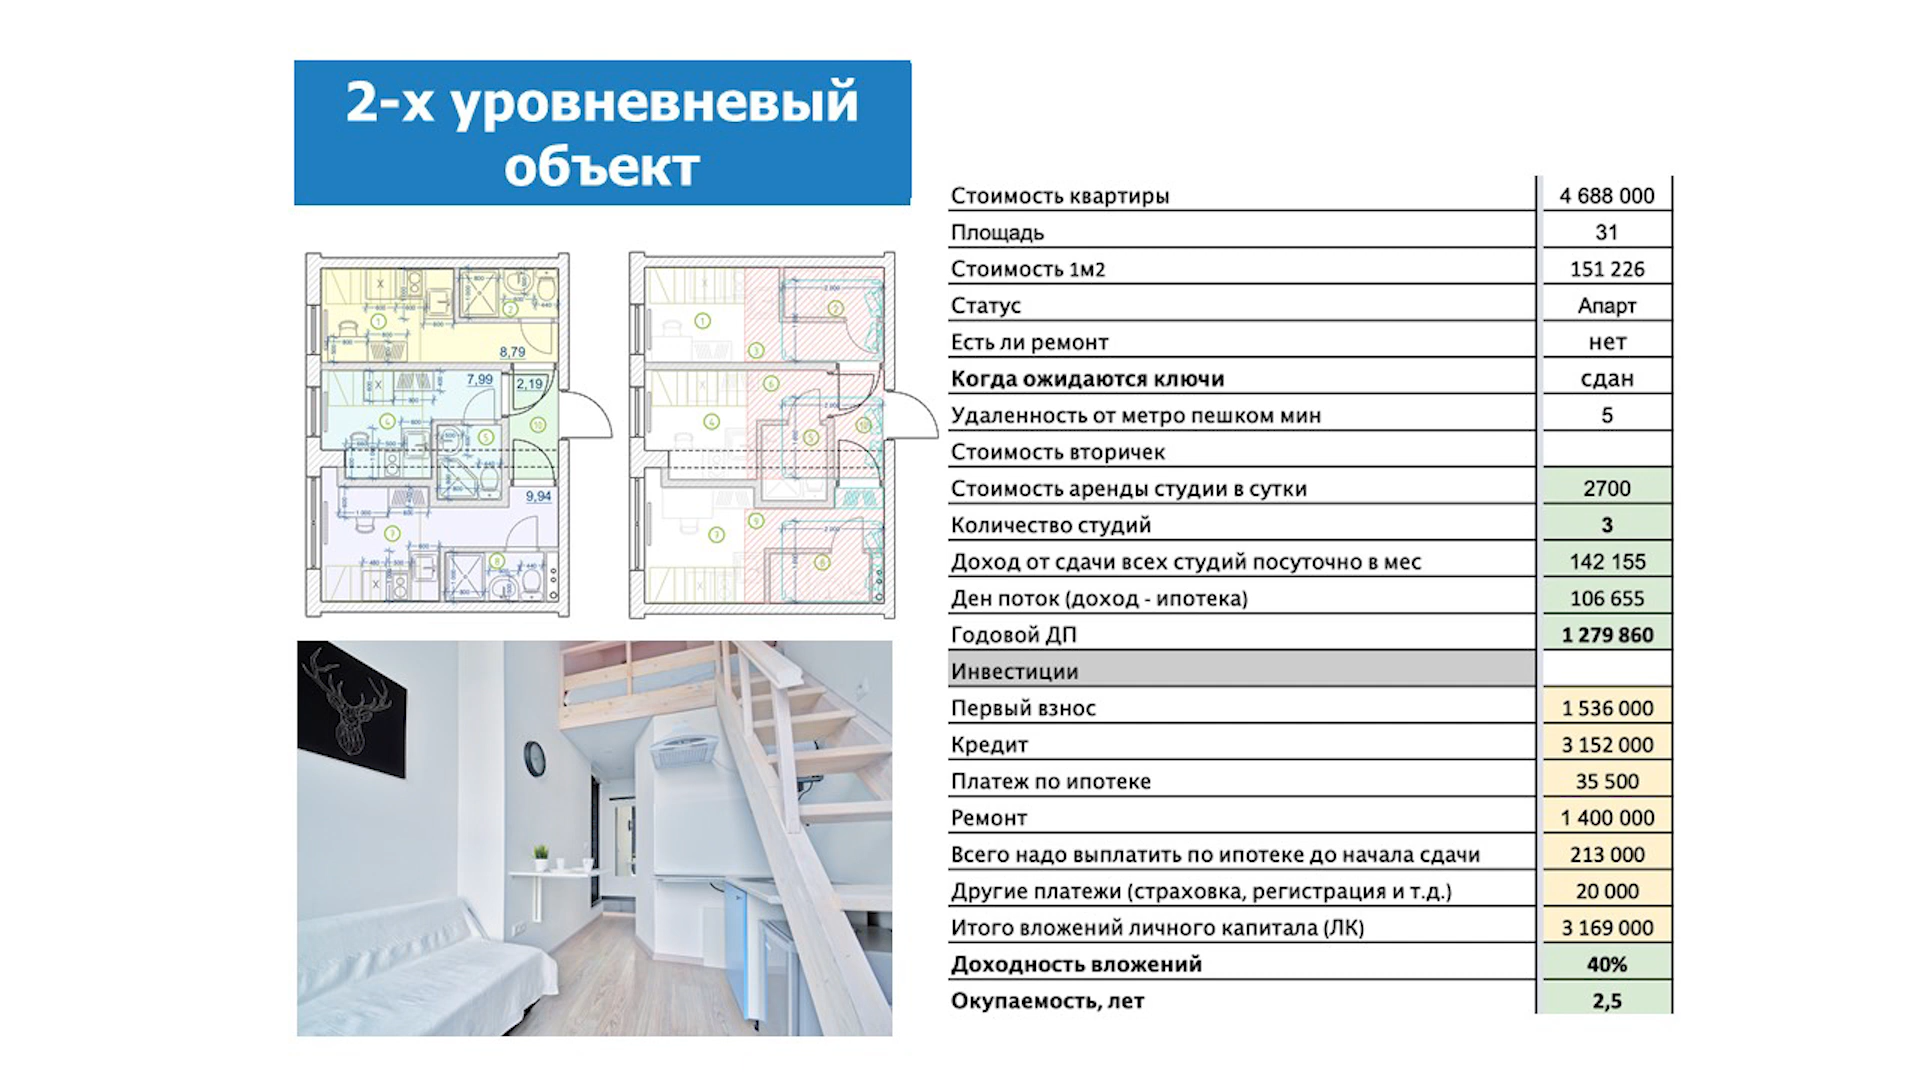 2-х уровневневый
объект
8,79
7,99
2,19
9,94
Стоимость квартиры 4 688 000
Площадь 31
Стоимость 1м2 151 226
Статус Апарт
Есть ли ремонт нет
Когда ожидаются ключи сдан
Удаленность от метро пешком мин 5
Стоимость вторичек
Стоимость аренды студии в сутки 2700
Количество студий 3
Доход от сдачи всех студий посуточно в мес 142 155
Ден поток (доход - ипотека) 106 655
Годовой ДП 1 279 860
Инвестиции
Первый взнос 1 536 000
Кредит 3 152 000
Платеж по ипотеке 35 500
Ремонт 1 400 000
Всего надо выплатить по ипотеке до начала сдачи 213 000
Другие платежи (страховка, регистрация и т.д.) 20 000
Итого вложений личного капитала (ЛК) 3 169 000
Доходность вложений 40%
Окупаемость, лет 2,5